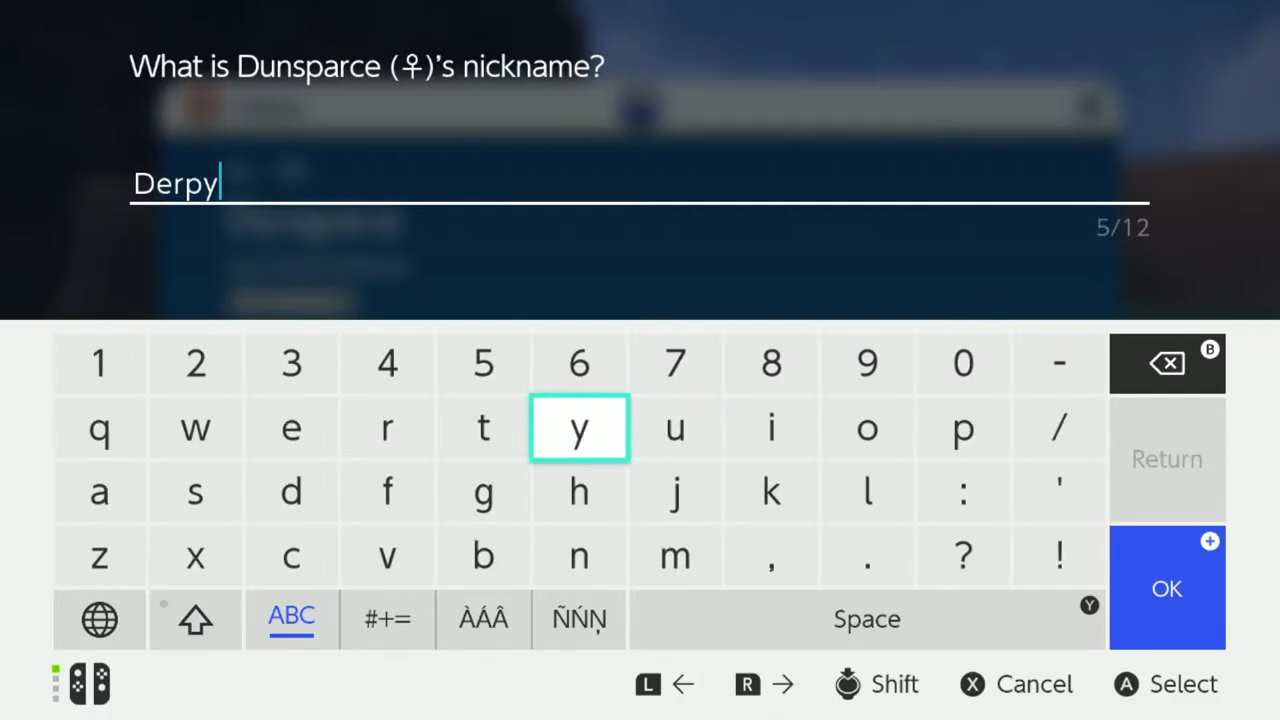 What is Dunsparce (♀)'s nickname?
Derpy
5/12
1 2 3 4 5 6 7 8 9 0 - B
q w e r t y u i o p / Return
a s d f g h j k l : '
z x c v b n m , . ? ! + OK
ABC #+= ÀÁÂ ÑŃŅ Space Y
L ← R → Shift X Cancel A Select